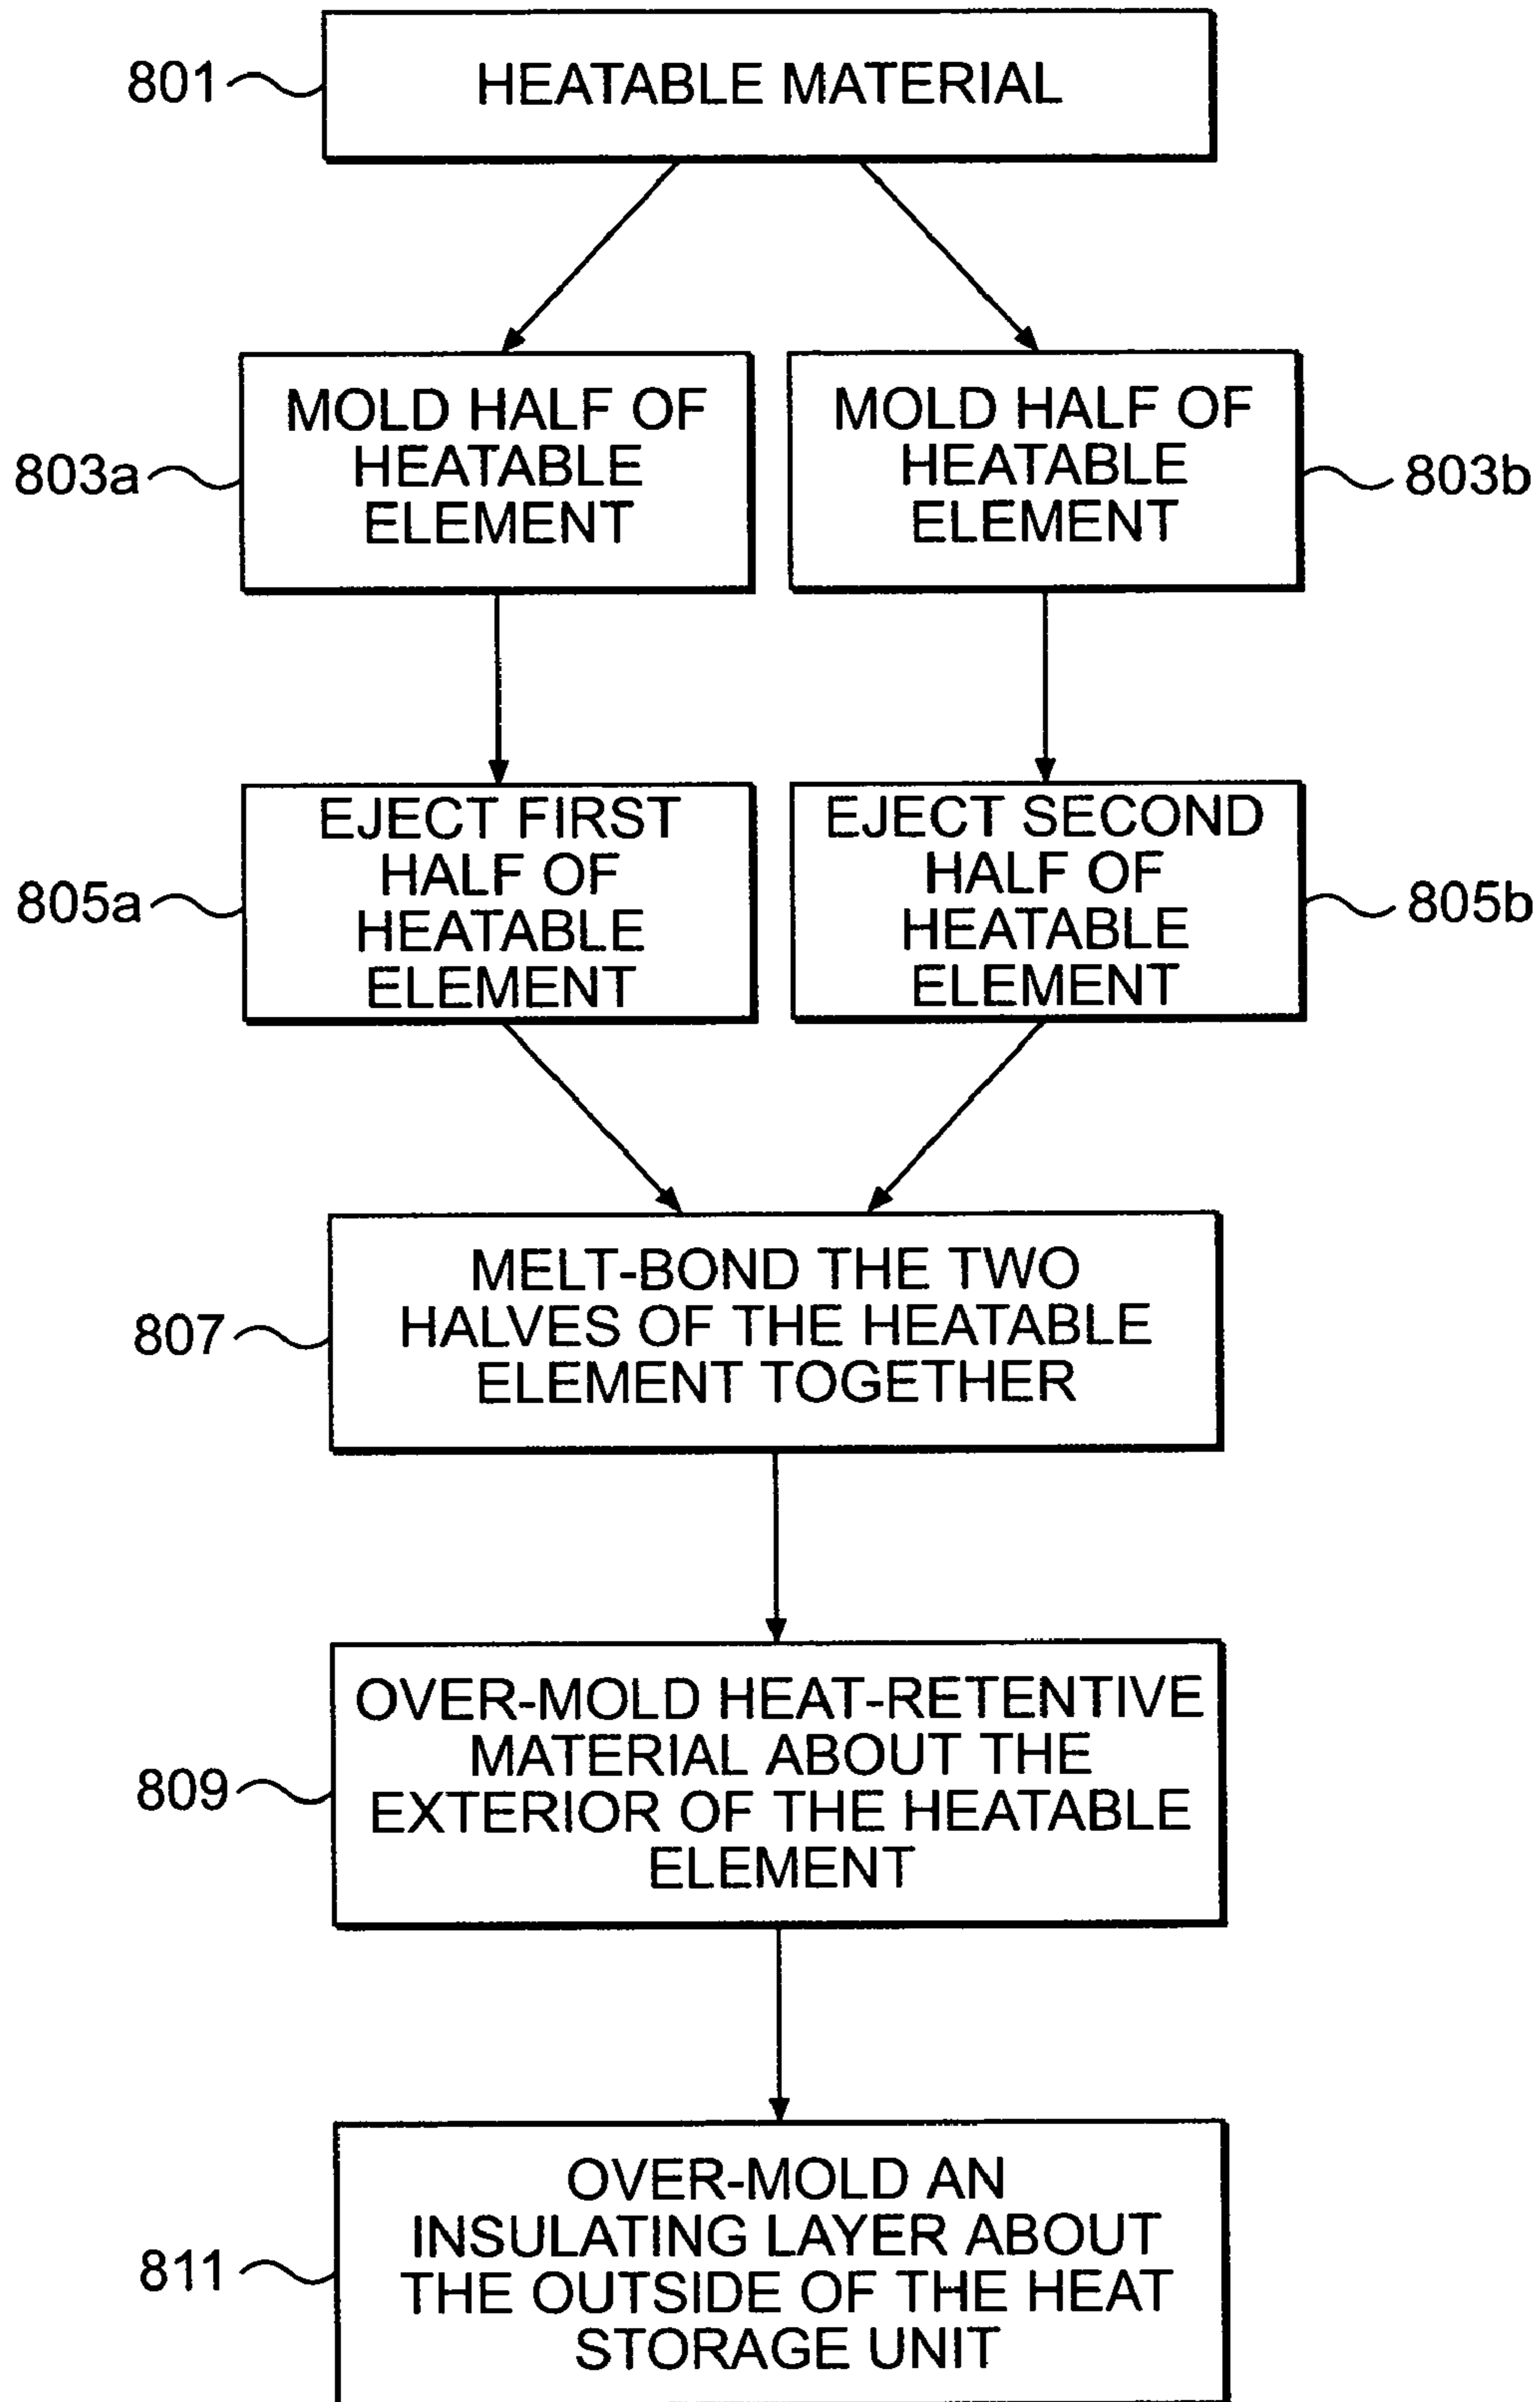 801
HEATABLE MATERIAL
803a
MOLD HALF OF
HEATABLE
ELEMENT
MOLD HALF OF
HEATABLE
ELEMENT
803b
805a
EJECT FIRST
HALF OF
HEATABLE
ELEMENT
EJECT SECOND
HALF OF
HEATABLE
ELEMENT
805b
807
MELT-BOND THE TWO
HALVES OF THE HEATABLE
ELEMENT TOGETHER
809
OVER-MOLD HEAT-RETENTIVE
MATERIAL ABOUT THE
EXTERIOR OF THE HEATABLE
ELEMENT
811
OVER-MOLD AN
INSULATING LAYER ABOUT
THE OUTSIDE OF THE HEAT
STORAGE UNIT